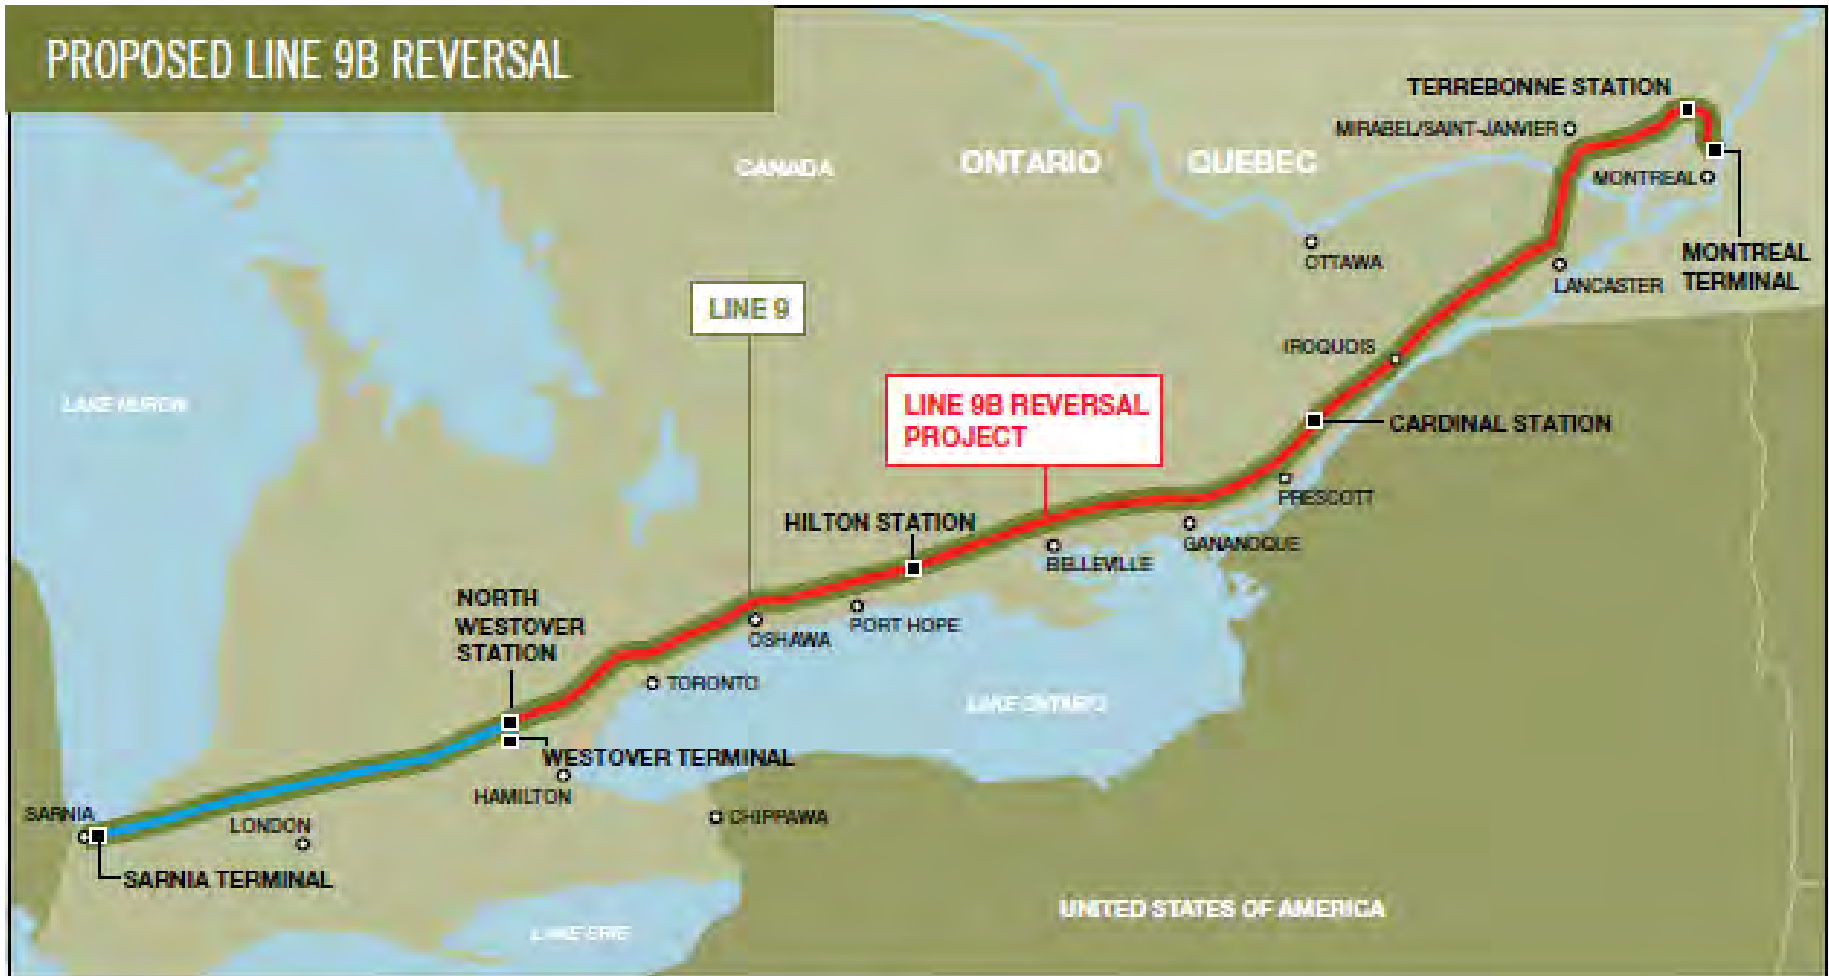 PROPOSED LINE 9B REVERSAL
TERREBONNE STATION
MIRABEL/SAINT-JANVIER
CANADA
ONTARIO
QUEBEC
MONTREAL
OTTAWA
MONTREAL
TERMINAL
LANCASTER
LINE 9
IROQUOIS
LAKE HURON
LINE 9B REVERSAL
PROJECT
CARDINAL STATION
PRESCOTT
HILTON STATION
GANANOQUE
BELLEVILLE
NORTH
WESTOVER
STATION
PORT HOPE
OSHAWA
TORONTO
LAKE ONTARIO
WESTOVER TERMINAL
HAMILTON
SARNIA
LONDON
CHIPPAWA
SARNIA TERMINAL
UNITED STATES OF AMERICA
LAKE ERIE